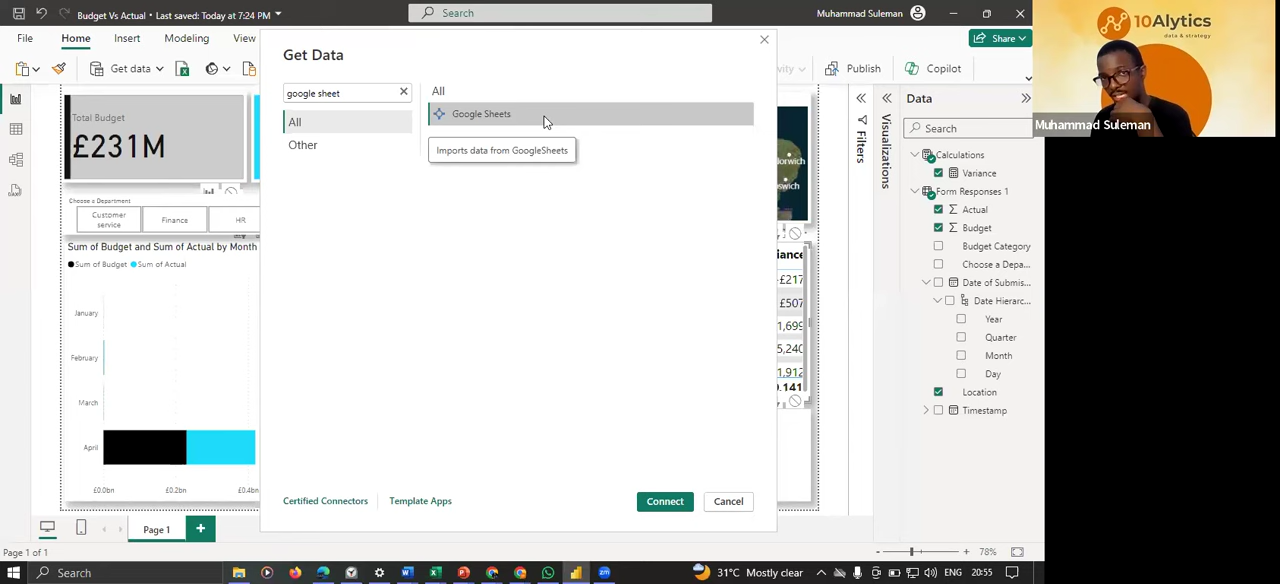 Budget Vs Actual • Last saved: Today at 7:24 PM
Search
Muhammad Suleman
File
Home
Insert
Modeling
View
Share
Get data
Publish
Copilot
10Alytics
data & strategy
Muhammad Suleman
Get Data
google sheet
All
Other
All
Google Sheets
Imports data from GoogleSheets
Certified Connectors
Template Apps
Connect
Cancel
Total Budget
£231M
Choose a Department
Customer service
Finance
HR
Sum of Budget and Sum of Actual by Month
Sum of Budget
Sum of Actual
January
February
March
April
£0.0bn
£0.2bn
£0.4b
Filters
Visualizations
Data
Search
Calculations
Variance
Form Responses 1
Actual
Budget
Budget Category
Choose a Depa...
Date of Submis...
Date Hierarc...
Year
Quarter
Month
Day
Location
Timestamp
Page 1
Page 1 of 1
78%
Search
31°C Mostly clear
ENG
20:55